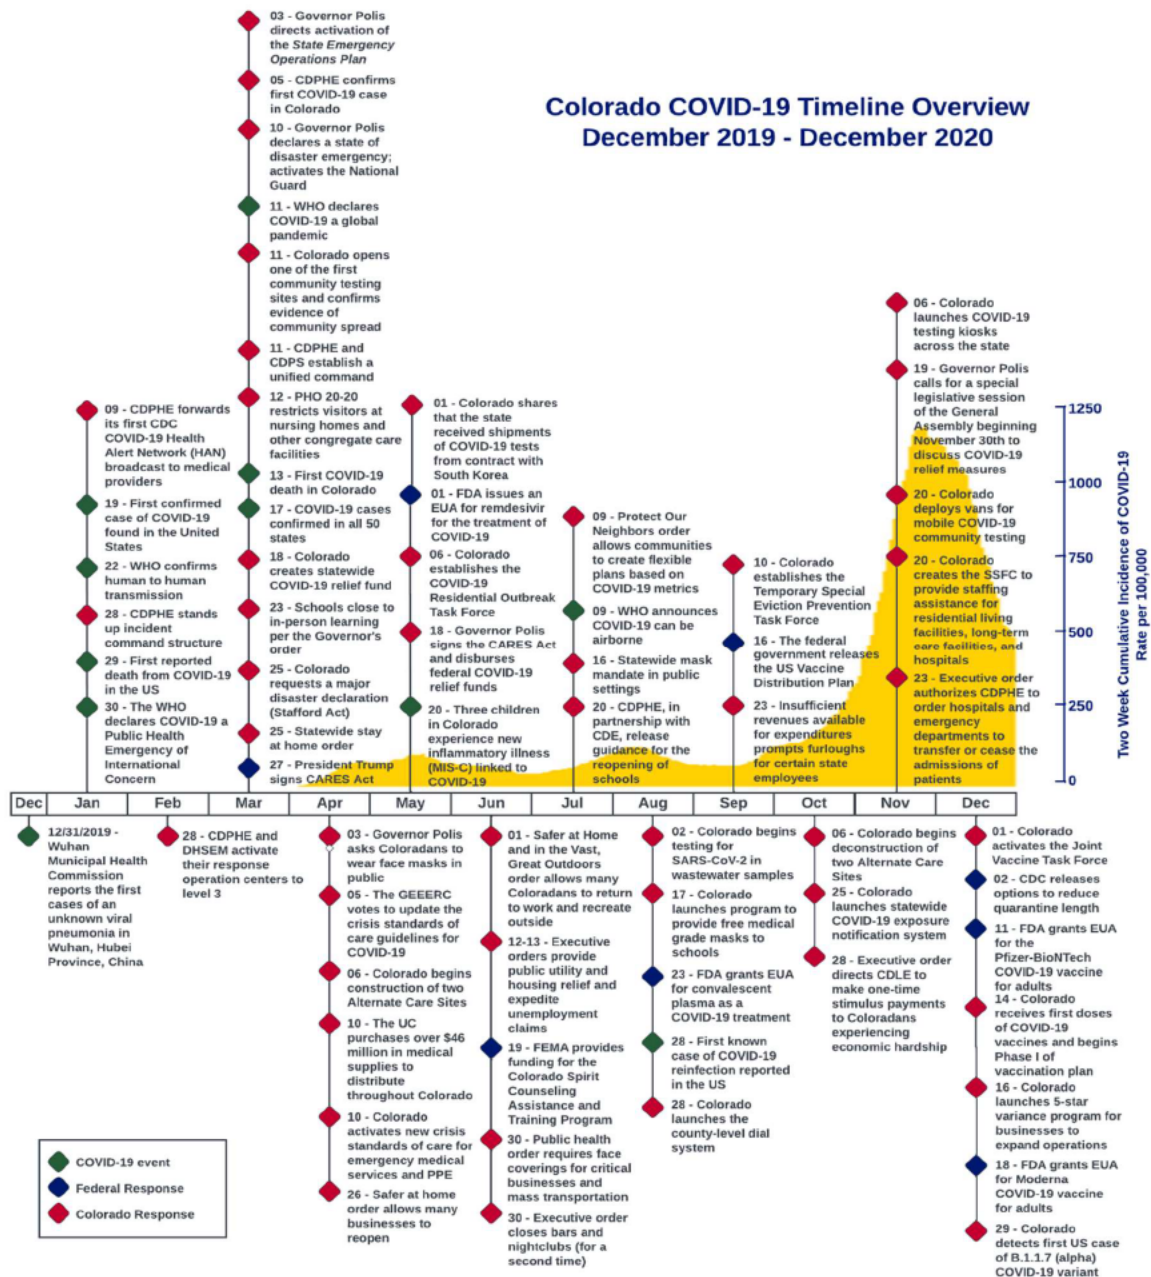 Colorado COVID-19 Timeline Overview
December 2019 - December 2020
03 - Governor Polis
directs activation of
the State Emergency
Operations Plan
05 - CDPHE confirms
first COVID-19 case
in Colorado
10 - Governor Polis
declares a state of
disaster emergency;
activates the National
Guard
11 - WHO declares
COVID-19 a global
pandemic
11 - Colorado opens
one of the first
community testing
sites and confirms
evidence of
community spread
11 - CDPHE and
CDPS establish a
unified command
12 - PHO 20-20
restricts visitors at
nursing homes and
other congregate care
facilities
13 - First COVID-19
death in Colorado
17 - COVID-19 cases
confirmed in all 50
states
18 - Colorado
creates statewide
COVID-19 relief fund
23 - Schools close to
in-person learning
per the Governor's
order
25 - Colorado
requests a major
disaster declaration
(Stafford Act)
25 - Statewide stay
at home order
27 - President Trump
signs CARES Act
09 - CDPHE forwards
its first CDC
COVID-19 Health
Alert Network (HAN)
broadcast to medical
providers
19 - First confirmed
case of COVID-19
found in the United
States
22 - WHO confirms
human to human
transmission
28 - CDPHE stands
up incident
command structure
29 - First reported
death from COVID-19
in the US
30 - The WHO
declares COVID-19 a
Public Health
Emergency of
International
Concern
01 - Colorado shares
that the state
received shipments
of COVID-19 tests
from contract with
South Korea
01 - FDA issues an
EUA for remdesivir
for the treatment of
COVID-19
06 - Colorado
establishes the
COVID-19
Residential Outbreak
Task Force
18 - Governor Polis
signs the CARES Act
and disburses
federal COVID-19
relief funds
20 - Three children
in Colorado
experience new
inflammatory illness
(MIS-C) linked to
COVID-19
09 - Protect Our
Neighbors order
allows communities
to create flexible
plans based on
COVID-19 metrics
09 - WHO announces
COVID-19 can be
airborne
16 - Statewide mask
mandate in public
settings
20 - CDPHE, in
partnership with
CDE, release
guidance for the
reopening of
schools
10 - Colorado
establishes the
Temporary Special
Eviction Prevention
Task Force
16 - The federal
government releases
the US Vaccine
Distribution Plan
23 - Insufficient
revenues available
for expenditures
prompts furloughs
for certain state
employees
06 - Colorado
launches COVID-19
testing kiosks
across the state
19 - Governor Polis
calls for a special
legislative session
of the General
Assembly beginning
November 30th to
discuss COVID-19
relief measures
20 - Colorado
deploys vans for
mobile COVID-19
community testing
20 - Colorado
creates the SSFC to
provide staffing
assistance for
residential living
facilities, long-term
care facilities, and
hospitals
23 - Executive order
authorizes CDPHE to
order hospitals and
emergency
departments to
transfer or cease the
admissions of
patients
1250
1000
750
500
250
0
Two Week Cumulative Incidence of COVID-19
Rate per 100,000
Dec Jan Feb Mar Apr May Jun Jul Aug Sep Oct Nov Dec
12/31/2019 -
Wuhan
Municipal Health
Commission
reports the first
cases of an
unknown viral
pneumonia in
Wuhan, Hubei
Province, China
28 - CDPHE and
DHSEM activate
their response
operation centers to
level 3
03 - Governor Polis
asks Coloradans to
wear face masks in
public
05 - The GEEERC
votes to update the
crisis standards of
care guidelines for
COVID-19
06 - Colorado begins
construction of two
Alternate Care Sites
10 - The UC
purchases over $46
million in medical
supplies to
distribute
throughout Colorado
10 - Colorado
activates new crisis
standards of care for
emergency medical
services and PPE
26 - Safer at home
order allows many
businesses to
reopen
01 - Safer at Home
and in the Vast,
Great Outdoors
order allows many
Coloradans to return
to work and recreate
outside
12-13 - Executive
orders provide
public utility and
housing relief and
expedite
unemployment
claims
19 - FEMA provides
funding for the
Colorado Spirit
Counseling
Assistance and
Training Program
30 - Public health
order requires face
coverings for critical
businesses and
mass transportation
30 - Executive order
closes bars and
nightclubs (for a
second time)
02 - Colorado begins
testing for
SARS-CoV-2 in
wastewater samples
17 - Colorado
launches program to
provide free medical
grade masks to
schools
23 - FDA grants EUA
for convalescent
plasma as a
COVID-19 treatment
28 - First known
case of COVID-19
reinfection reported
in the US
28 - Colorado
launches the
county-level dial
system
06 - Colorado begins
deconstruction of
two Alternate Care
Sites
25 - Colorado
launches statewide
COVID-19 exposure
notification system
28 - Executive order
directs CDLE to
make one-time
stimulus payments
to Coloradans
experiencing
economic hardship
01 - Colorado
activates the Joint
Vaccine Task Force
02 - CDC releases
options to reduce
quarantine length
11 - FDA grants EUA
for the
Pfizer-BioNTech
COVID-19 vaccine
for adults
14 - Colorado
receives first doses
of COVID-19
vaccines and begins
Phase I of
vaccination plan
16 - Colorado
launches 5-star
variance program for
businesses to
expand operations
18 - FDA grants EUA
for Moderna
COVID-19 vaccine
for adults
29 - Colorado
detects first US case
of B.1.1.7 (alpha)
COVID-19 variant
COVID-19 event
Federal Response
Colorado Response